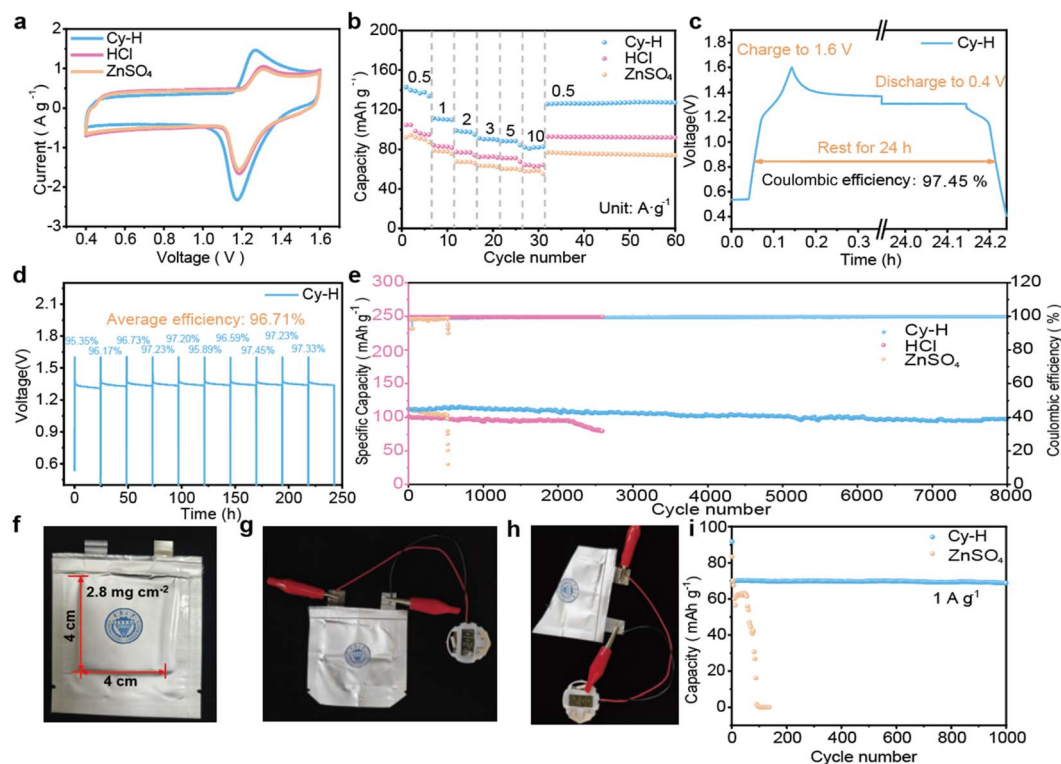 a
Cy-H
HCl
ZnSO₄
Current ( A g⁻¹)
2
1
0
-1
-2
-3
0.4 0.6 0.8 1.0 1.2 1.4 1.6
Voltage ( V )
b
Cy-H
HCl
ZnSO₄
Capacity ( mAh g⁻¹)
200
160
120
80
40
0
0.5
1
2
3
5
10
0.5
Unit: A·g⁻¹
0 10 20 30 40 50 60
Cycle number
c
Cy-H
Charge to 1.6 V
Discharge to 0.4 V
Rest for 24 h
Coulombic efficiency: 97.45 %
Voltage(V)
1.8
1.6
1.4
1.2
1.0
0.8
0.6
0.4
0.0 0.1 0.2 0.3 24.0 24.1 24.2
Time (h)
d
Cy-H
Average efficiency: 96.71%
95.35% 96.73% 97.20% 96.59% 97.23%
96.17% 97.23% 95.89% 97.45% 97.33%
Voltage(V)
2.1
1.8
1.5
1.2
0.9
0.6
0 50 100 150 200 250
Time (h)
e
Specific Capacity ( mAh g⁻¹)
300
250
200
150
100
50
0
Cy-H
HCl
ZnSO₄
120
100
80
60
40
20
0
Coulombic efficiency ( % )
0 1000 2000 3000 4000 5000 6000 7000 8000
Cycle number
f
2.8 mg cm⁻²
4 cm
4 cm
g
h
i
Cy-H
ZnSO₄
1 A g¹
Capacity ( mAh g⁻¹)
100
80
60
40
20
0
0 200 400 600 800 1000
Cycle number